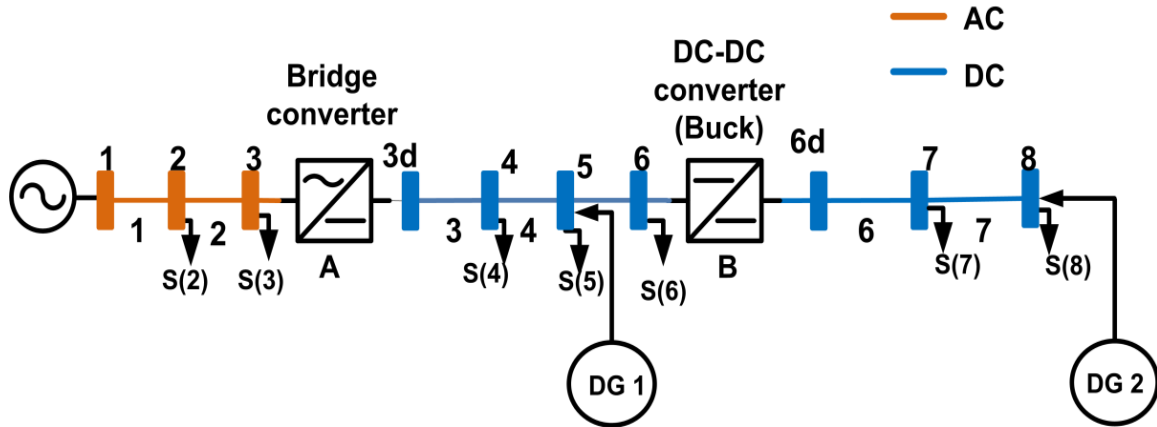 AC
DC
Bridge
converter
DC-DC
converter
(Buck)
1
2
3
3d
4
5
6
6d
7
8
1
2
3
4
6
7
A
B
S(2)
S(3)
S(4)
S(5)
S(6)
S(7)
S(8)
DG 1
DG 2